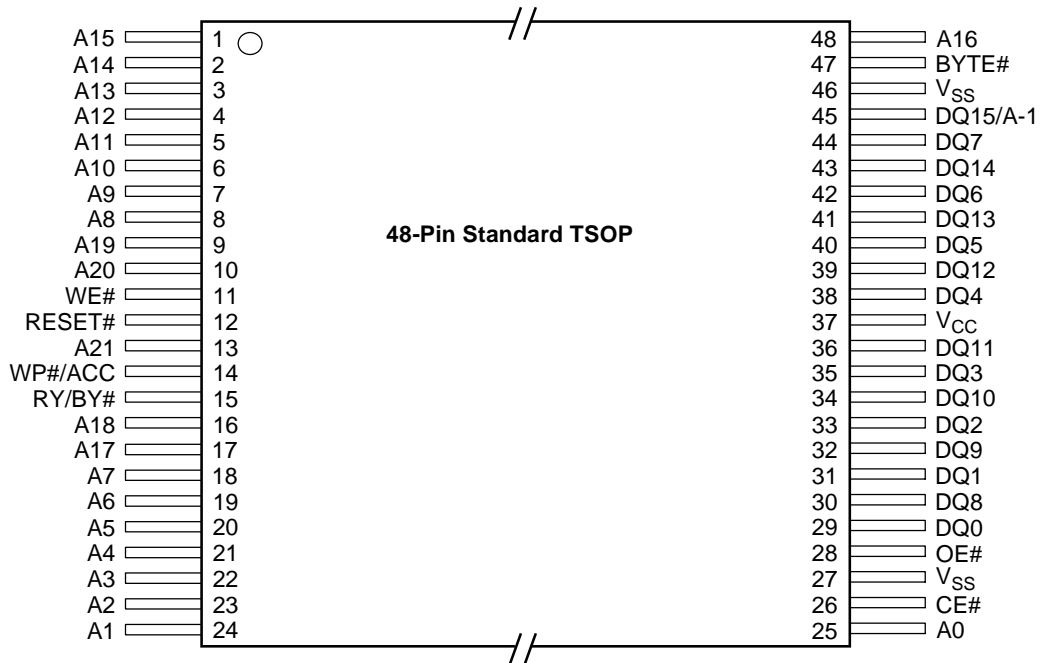 A15 1 48 A16
A14 2 47 BYTE#
A13 3 46 VSS
A12 4 45 DQ15/A-1
A11 5 44 DQ7
A10 6 43 DQ14
A9 7 42 DQ6
A8 8 41 DQ13
48-Pin Standard TSOP
A19 9 40 DQ5
A20 10 39 DQ12
WE# 11 38 DQ4
RESET# 12 37 VCC
A21 13 36 DQ11
WP#/ACC 14 35 DQ3
RY/BY# 15 34 DQ10
A18 16 33 DQ2
A17 17 32 DQ9
A7 18 31 DQ1
A6 19 30 DQ8
A5 20 29 DQ0
A4 21 28 OE#
A3 22 27 VSS
A2 23 26 CE#
A1 24 25 A0